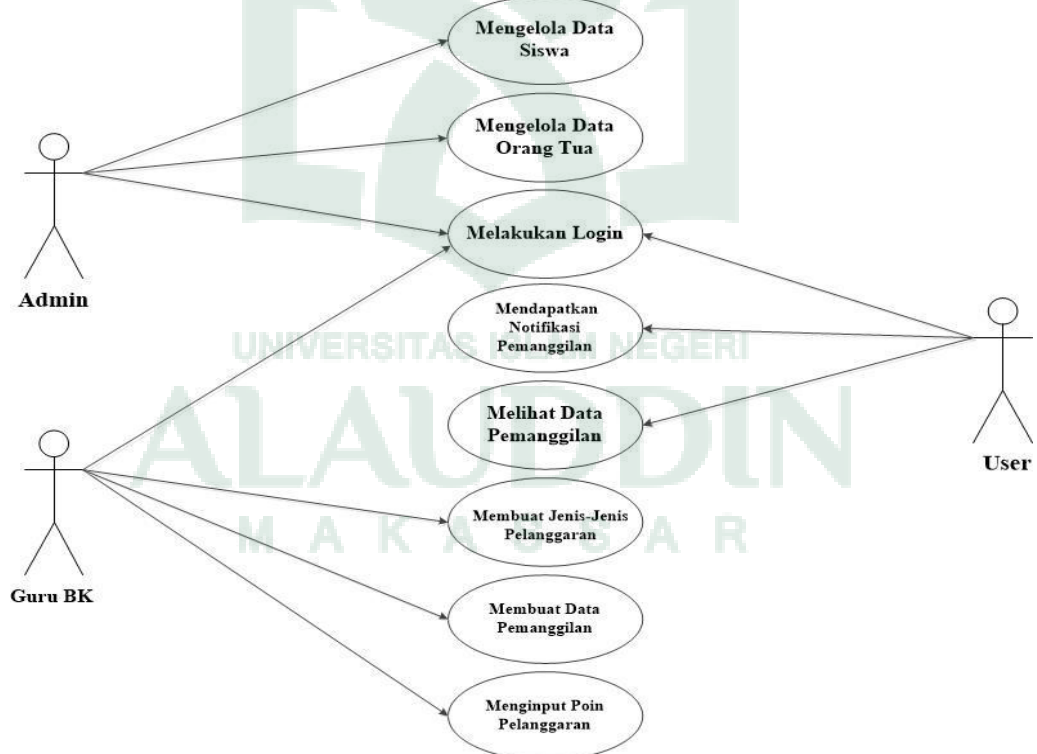 Mengelola Data
Siswa
Mengelola Data
Orang Tua
Melakukan Login
Admin
Mendapatkan
Notifikasi
Pemanggilan
UNIVERSITAS ISLAM NEGERI
ALAUDDIN
MAKASSAR
Melihat Data
Pemanggilan
User
Membuat Jenis-Jenis
Pelanggaran
Guru BK
Membuat Data
Pemanggilan
Menginput Poin
Pelanggaran